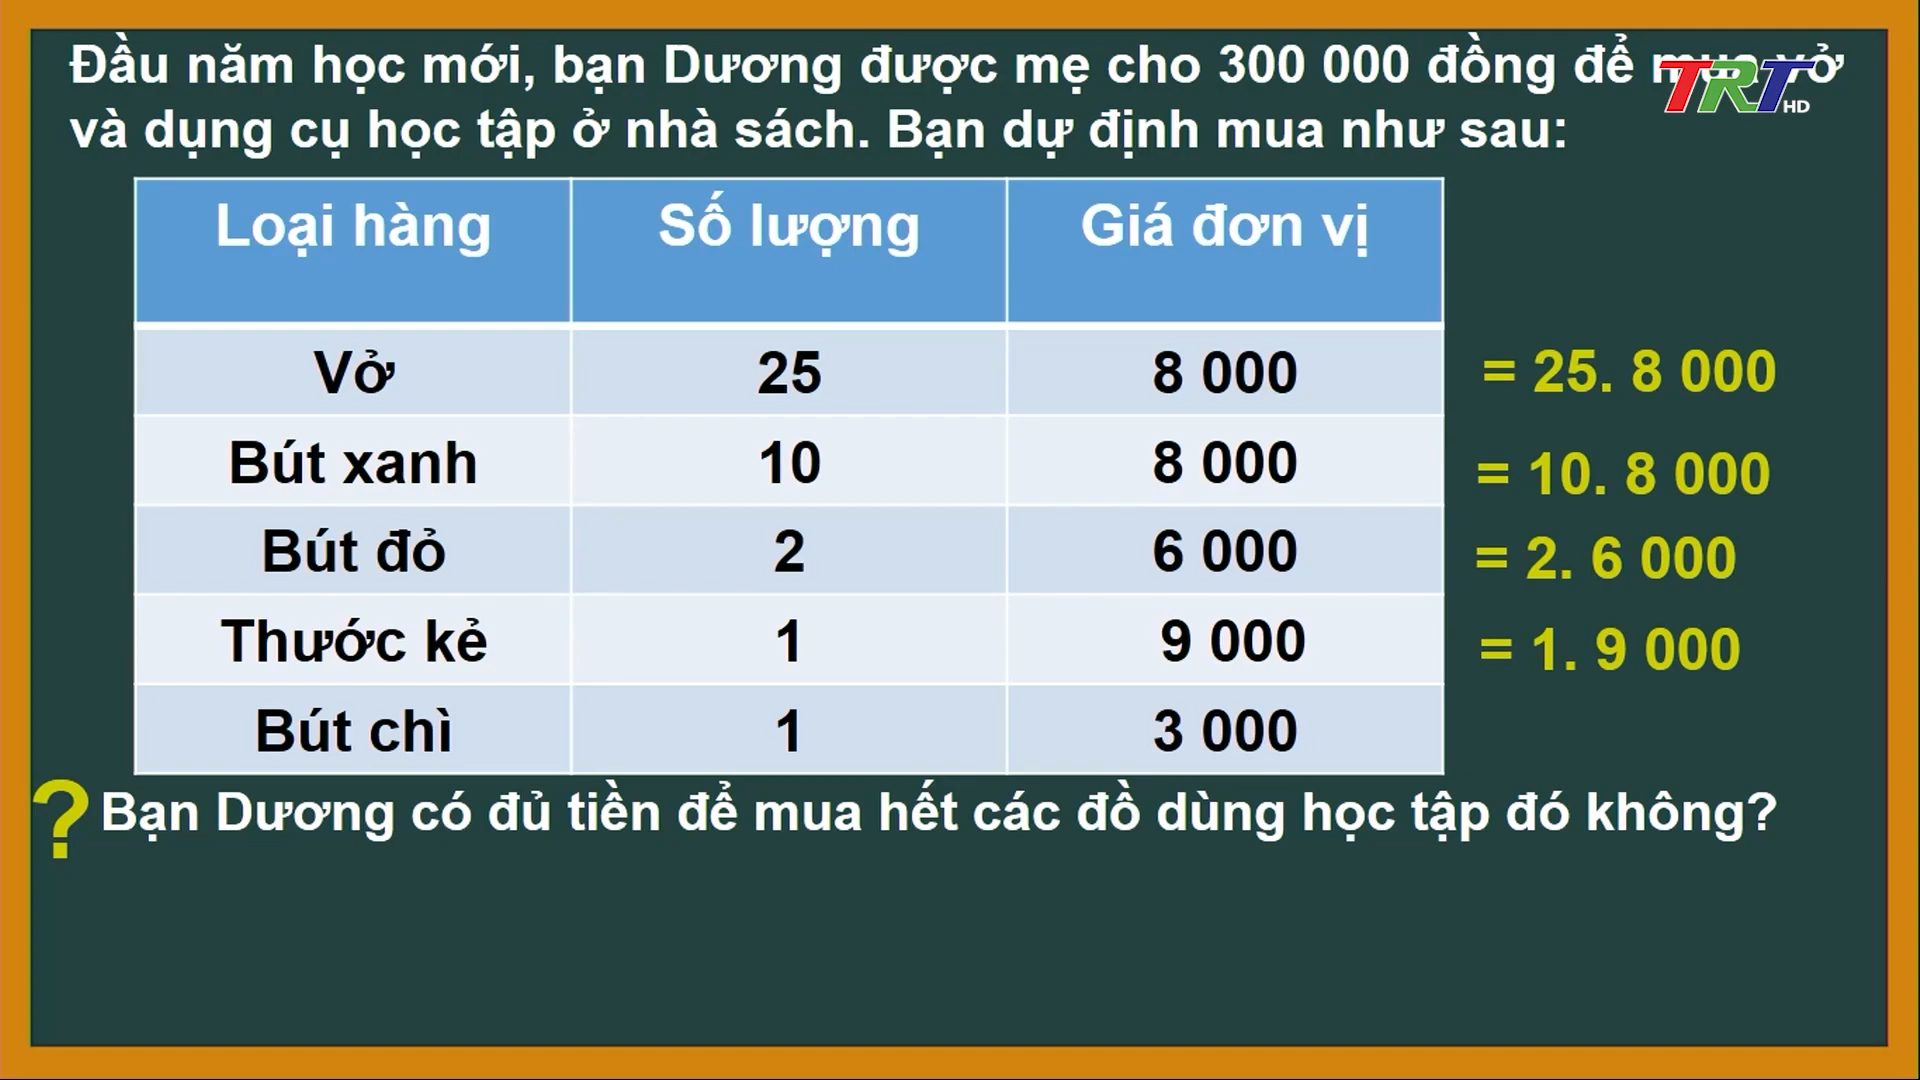 Đầu năm học mới, bạn Dương được mẹ cho 300 000 đồng để mua vở
TRT HD
và dụng cụ học tập ở nhà sách. Bạn dự định mua như sau:
Loại hàng Số lượng Giá đơn vị
Vở 25 8 000 = 25. 8 000
Bút xanh 10 8 000 = 10. 8 000
Bút đỏ 2 6 000 = 2. 6 000
Thước kẻ 1 9 000 = 1. 9 000
Bút chì 1 3 000
? Bạn Dương có đủ tiền để mua hết các đồ dùng học tập đó không?